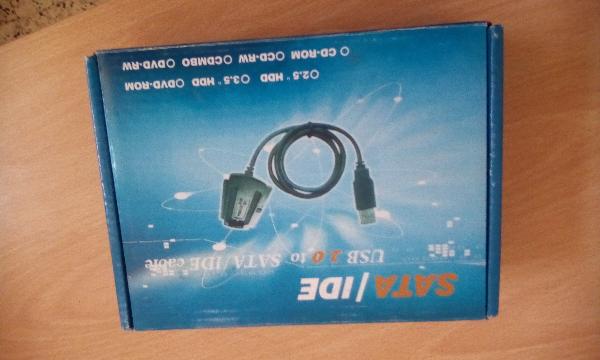 SATA/IDE
USB 2.0 to SATA/IDE cable
O 2.5" HDD O 3.5" HDD O DVD-ROM
O CD-ROM O CD-RW O COMBO O DVD-RW